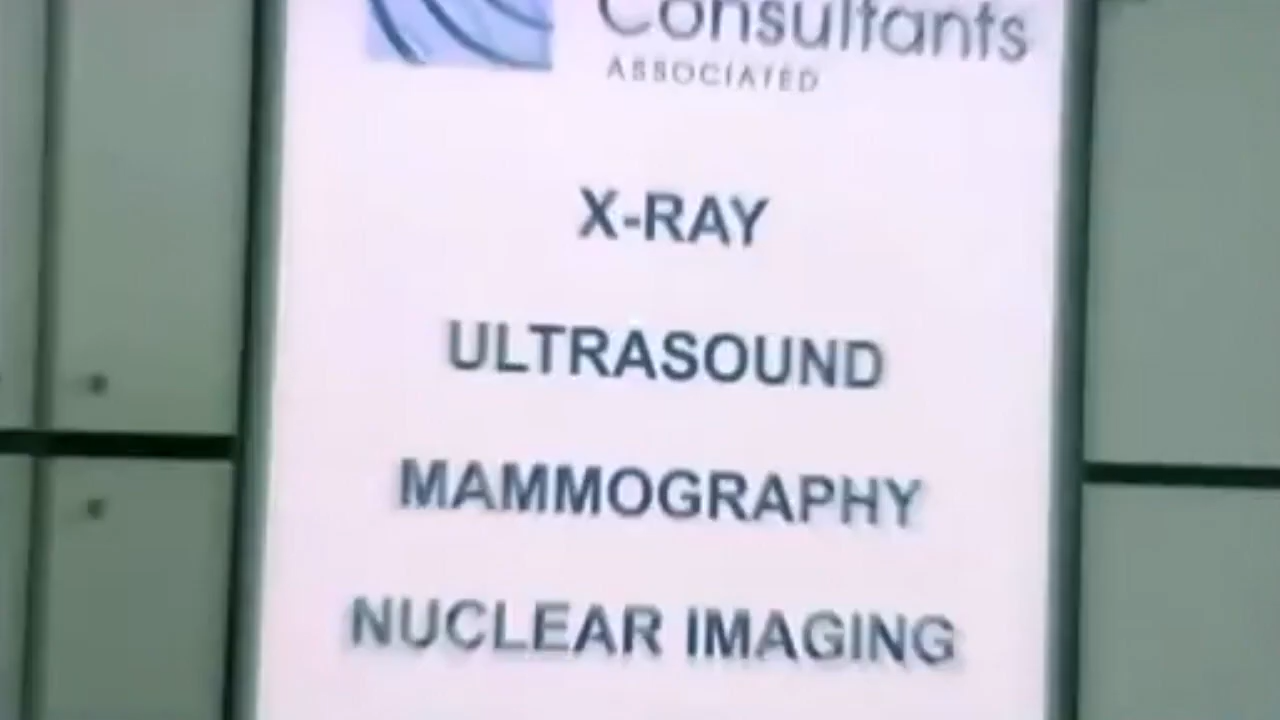 Consultants
ASSOCIATED
X-RAY
ULTRASOUND
MAMMOGRAPHY
NUCLEAR IMAGING